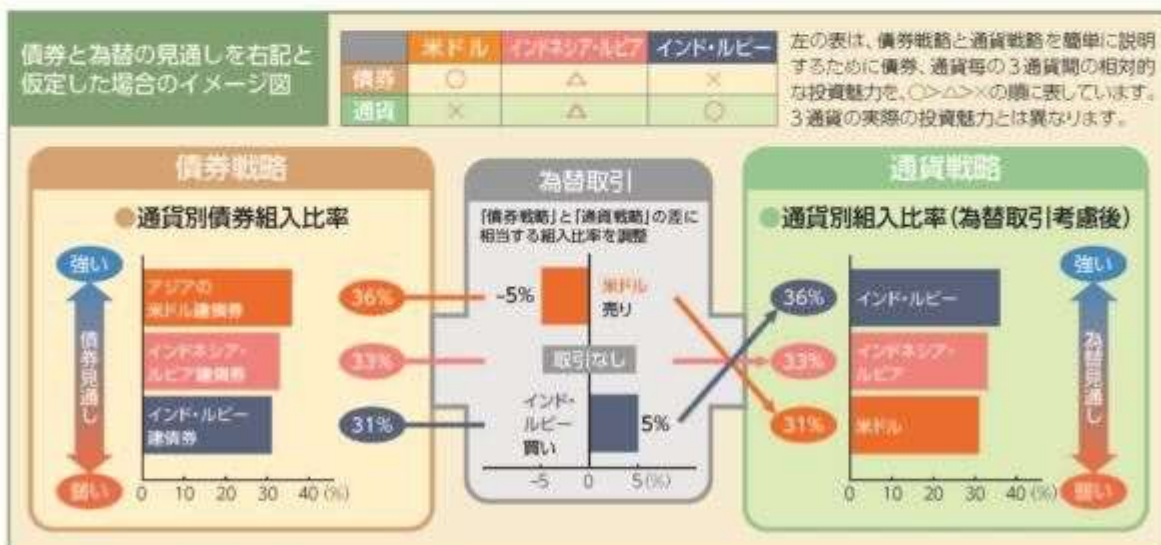 債券と為替の見通しを右記と
仮定した場合のイメージ図
米ドル インドネシア・ルピア インド・ルピー
債券 ○ △ ×
通貨 × △ ○
左の表は、債券戦略と通貨戦略を簡単に説明
するために債券、通貨毎の3通貨間の相対的
な投資魅力を、○>△>×の順に表しています。
3通貨の実際の投資魅力とは異なります。
債券戦略
●通貨別債券組入比率
強い
債券見通し
弱い
アジアの
米ドル建債券
インドネシア・
ルピア建債券
インド・ルピー
建債券
0 10 20 30 40 (%)
36%
33%
31%
為替取引
「債券戦略」と「通貨戦略」の差に
相当する組入比率を調整
-5%
米ドル
売り
取引なし
インド・
ルピー
買い
5%
-5 0 5(%)
通貨戦略
●通貨別組入比率(為替取引考慮後)
36%
33%
31%
インド・ルピー
インドネシア・
ルピア
米ドル
0 10 20 30 40 (%)
強い
為替見通し
弱い